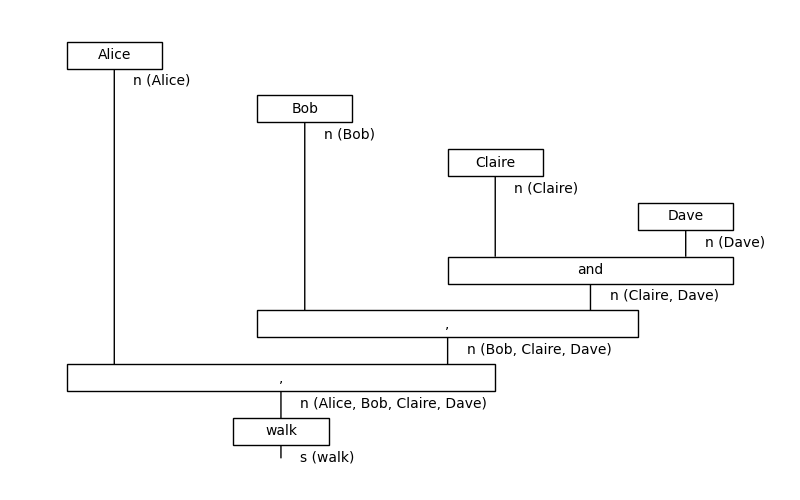 Alice
n (Alice)
Bob
n (Bob)
Claire
n (Claire)
Dave
n (Dave)
and
n (Claire, Dave)
,
n (Bob, Claire, Dave)
,
n (Alice, Bob, Claire, Dave)
walk
s (walk)